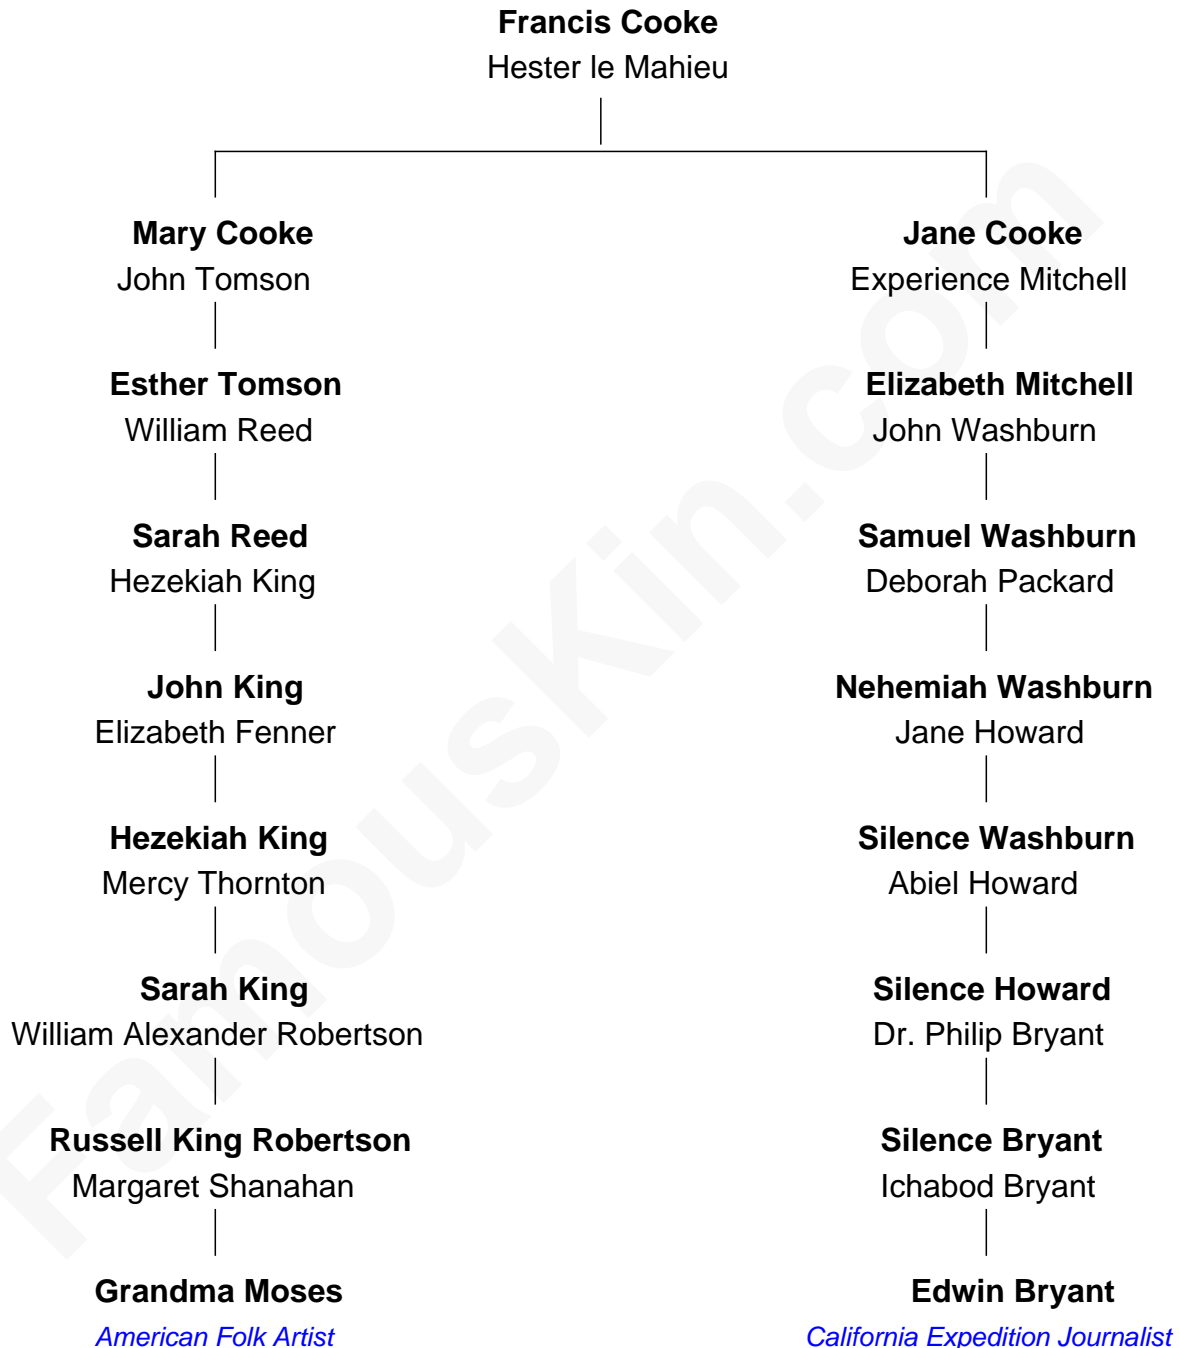 Francis Cooke
Hester le Mahieu
Mary Cooke
John Tomson
Jane Cooke
Experience Mitchell
Esther Tomson
William Reed
Elizabeth Mitchell
John Washburn
Sarah Reed
Hezekiah King
Samuel Washburn
Deborah Packard
John King
Elizabeth Fenner
Nehemiah Washburn
Jane Howard
Hezekiah King
Mercy Thornton
Silence Washburn
Abiel Howard
Sarah King
William Alexander Robertson
Silence Howard
Dr. Philip Bryant
Russell King Robertson
Margaret Shanahan
Silence Bryant
Ichabod Bryant
Grandma Moses
American Folk Artist
Edwin Bryant
California Expedition Journalist
FamousKin.com